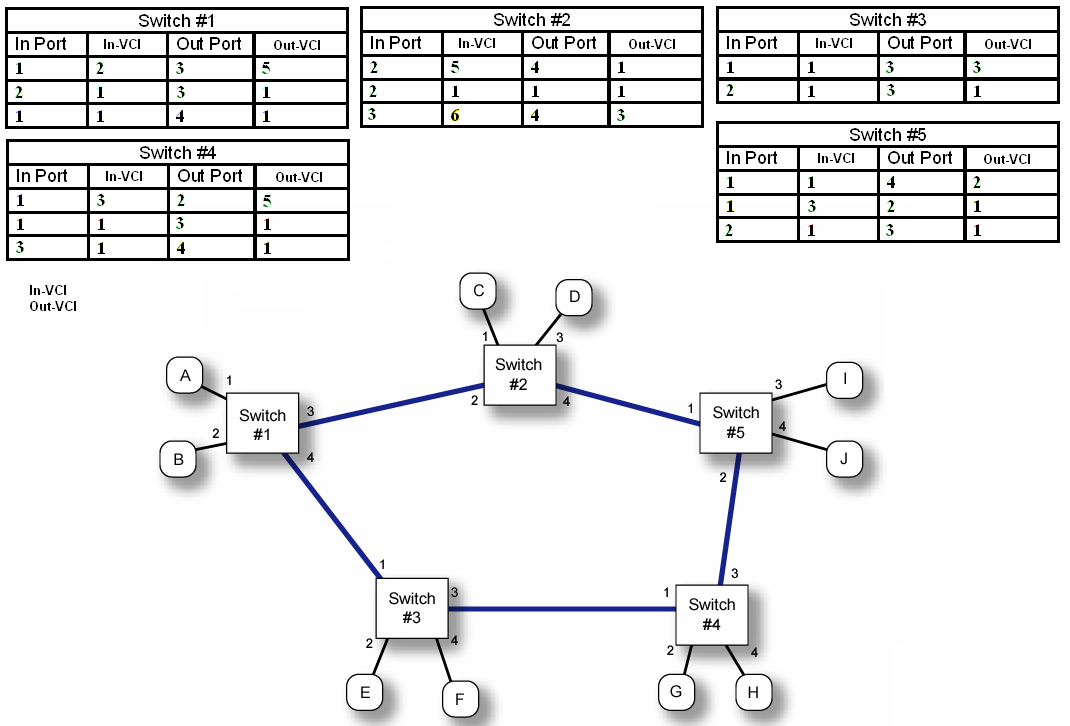 Switch #1
In Port In-VCI Out Port Out-VCI
1 2 3 5
2 1 3 1
1 1 4 1
Switch #2
In Port In-VCI Out Port Out-VCI
2 5 4 1
2 1 1 1
3 6 4 3
Switch #3
In Port In-VCI Out Port Out-VCI
1 1 3 3
2 1 3 1
Switch #4
In Port In-VCI Out Port Out-VCI
1 3 2 5
1 1 3 1
3 1 4 1
Switch #5
In Port In-VCI Out Port Out-VCI
1 1 4 2
1 3 2 1
2 1 3 1
In-VCI
Out-VCI
C
D
1
3
Switch
#2
2
4
A
1
B
2
Switch
#1
3
4
I
3
1
Switch
#5
4
J
2
1
Switch
#3
3
2
4
E
F
3
1
Switch
#4
2
4
G
H